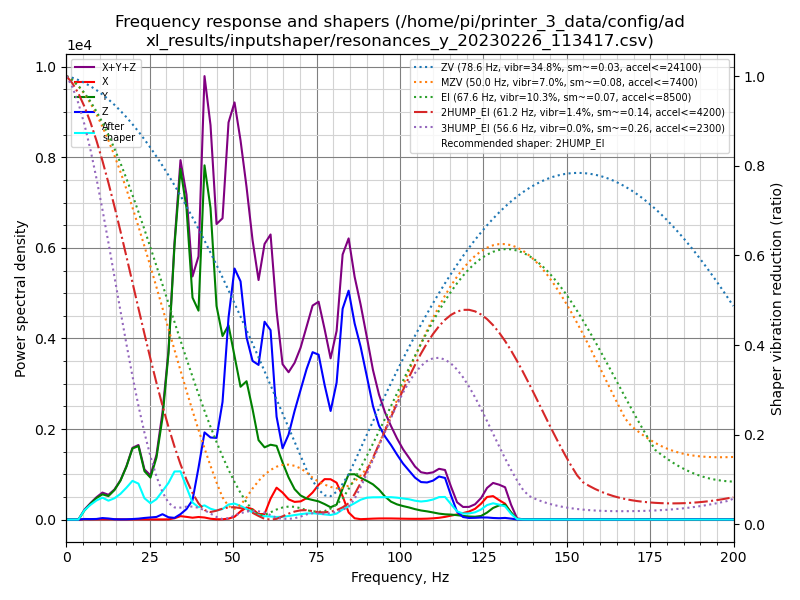 Frequency response and shapers (/home/pi/printer_3_data/config/ad
xl_results/inputshaper/resonances_y_20230226_113417.csv)
1e4
X+Y+Z
X
Y
Z
After
shaper
ZV (78.6 Hz, vibr=34.8%, sm~=0.03, accel<=24100)
MZV (50.0 Hz, vibr=7.0%, sm~=0.08, accel<=7400)
EI (67.6 Hz, vibr=10.3%, sm~=0.07, accel<=8500)
2HUMP_EI (61.2 Hz, vibr=1.4%, sm~=0.14, accel<=4200)
3HUMP_EI (56.6 Hz, vibr=0.0%, sm~=0.26, accel<=2300)
Recommended shaper: 2HUMP_EI
1.0
0.8
0.6
0.4
0.2
0.0
Power spectral density
1.0
0.8
0.6
0.4
0.2
0.0
Shaper vibration reduction (ratio)
0 25 50 75 100 125 150 175 200
Frequency, Hz